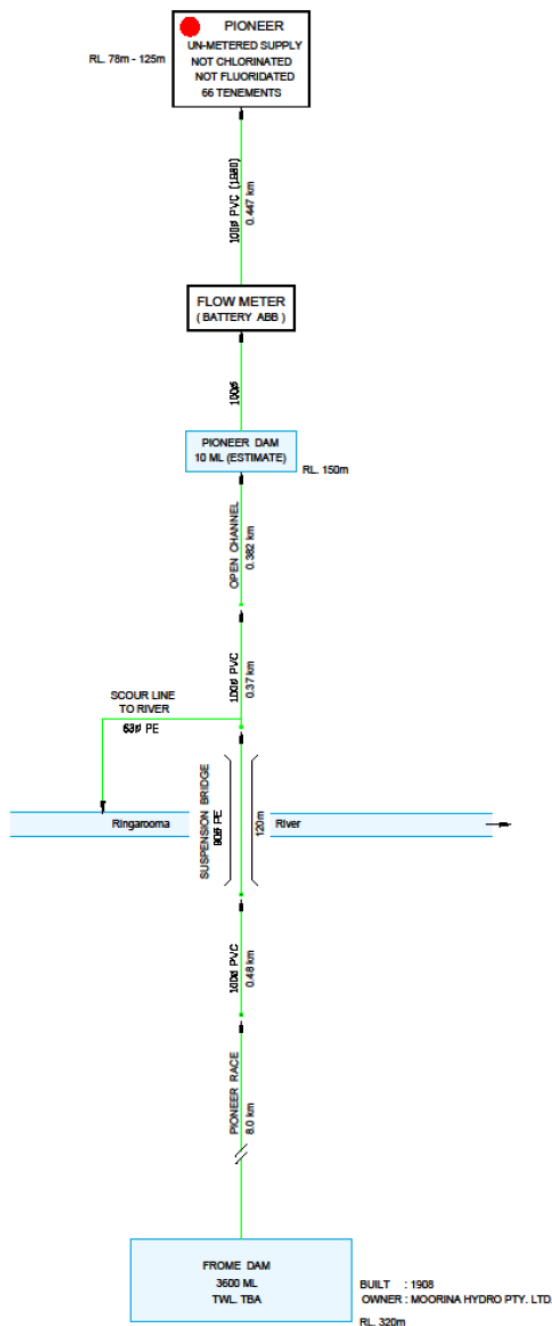 PIONEER
UN-METERED SUPPLY
NOT CHLORINATED
NOT FLUORIDATED
66 TENEMENTS
RL. 78m - 125m
100ø PVC (1980)
0.447 km
FLOW METER
( BATTERY ABB )
100ø
PIONEER DAM
10 ML (ESTIMATE)
RL. 150m
OPEN CHANNEL
0.382 km
100ø PVC
0.37 km
SCOUR LINE
TO RIVER
63ø PE
SUSPENSION BRIDGE
PE
120m
Ringarooma
River
100ø PVC
0.48 km
PIONEER RACE
8.0 km
FROME DAM
3600 ML
TWL. TBA
BUILT : 1908
OWNER : MOORINA HYDRO PTY. LTD.
RL. 320m